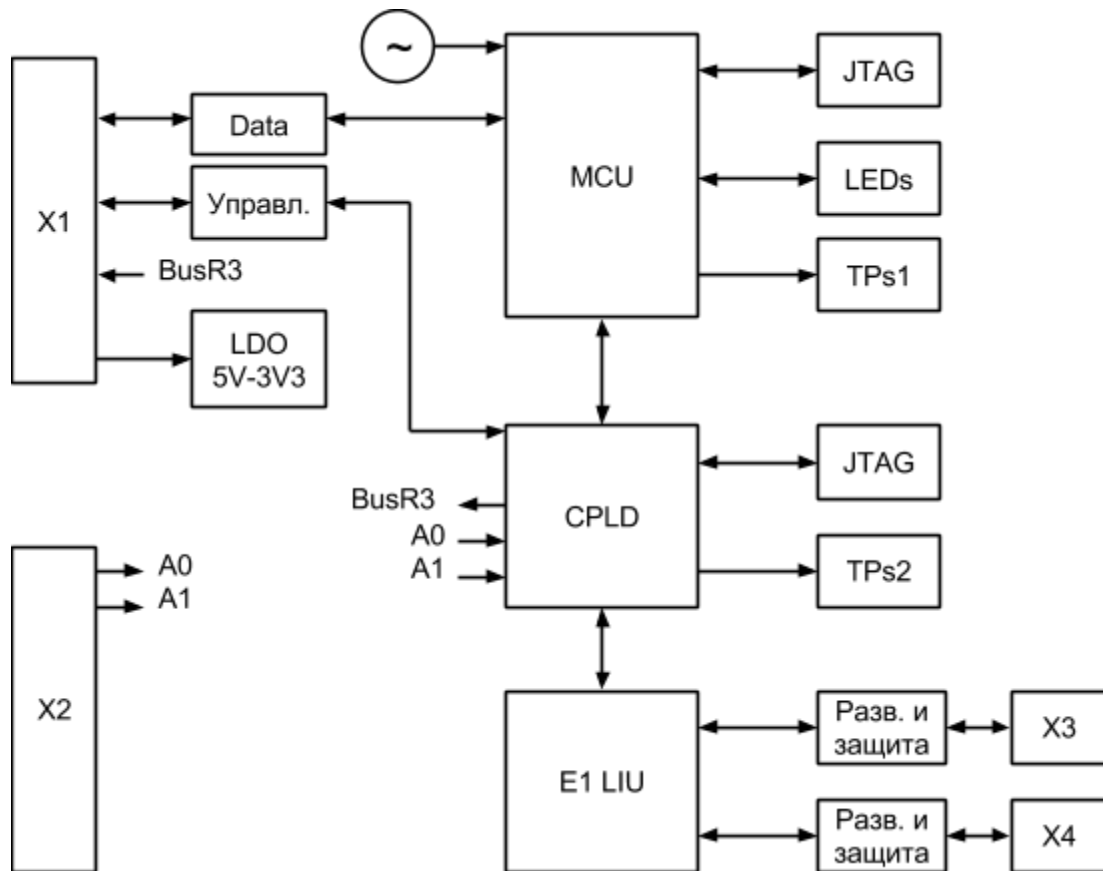 ~
JTAG
Data
MCU
LEDs
Управл.
X1
BusR3
TPs1
LDO
5V-3V3
JTAG
BusR3
CPLD
A0
A1
A0
A1
TPs2
X2
Разв. и
защита
X3
E1 LIU
Разв. и
защита
X4